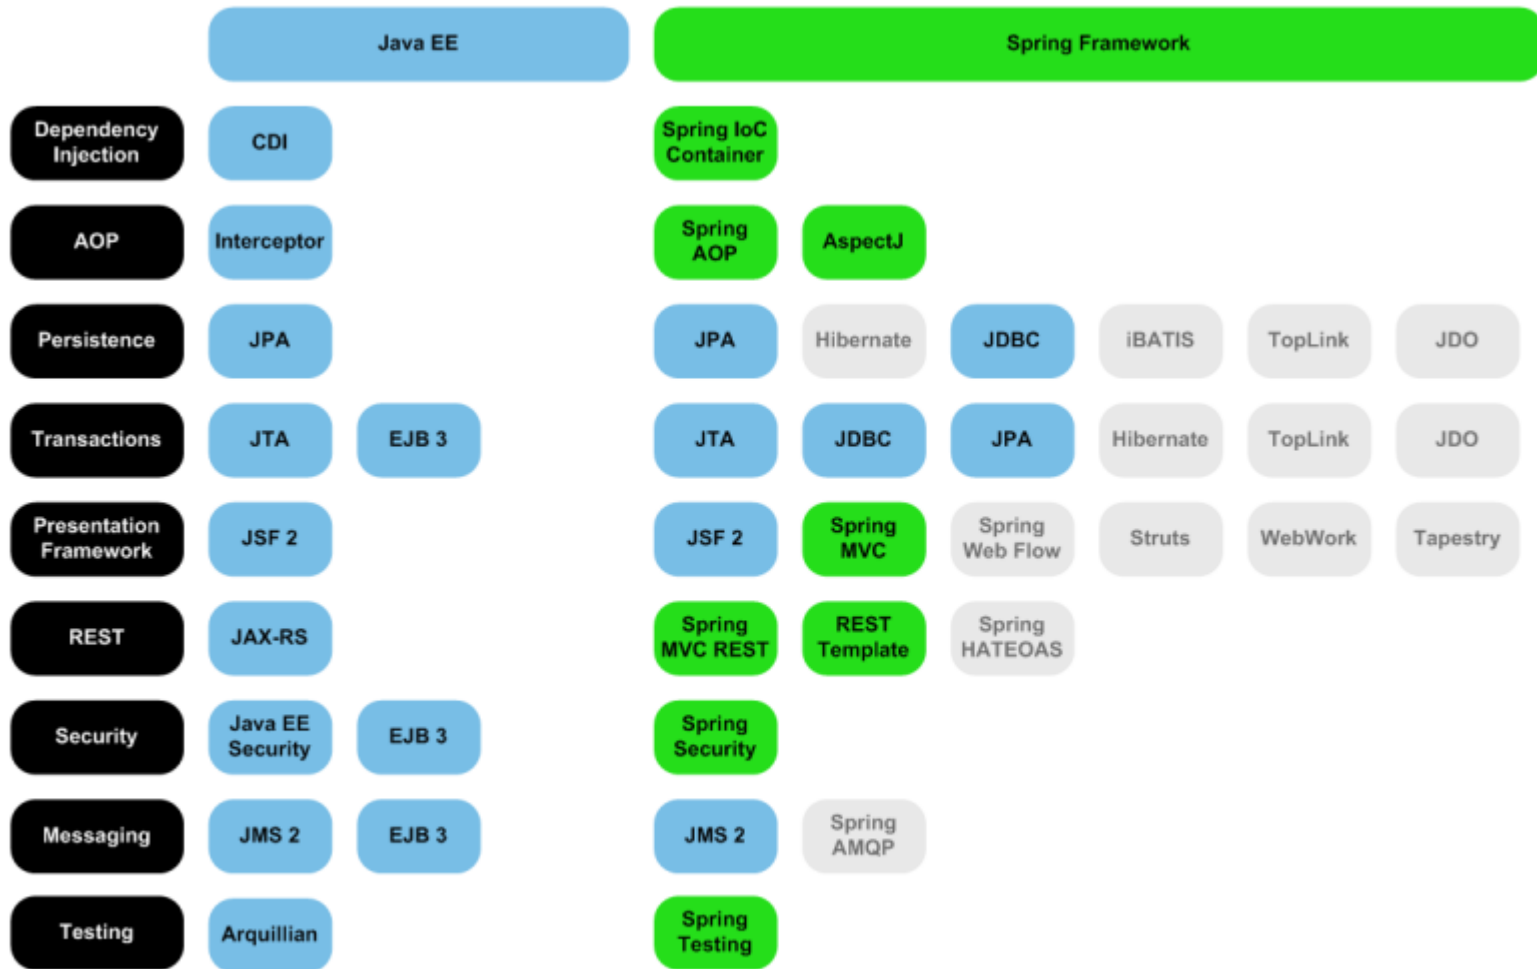 Java EE
Spring Framework
Dependency
Injection
CDI
Spring IoC
Container
AOP
Interceptor
Spring
AOP
AspectJ
Persistence
JPA
JPA
Hibernate
JDBC
iBATIS
TopLink
JDO
Transactions
JTA
EJB 3
JTA
JDBC
JPA
Hibernate
TopLink
JDO
Presentation
Framework
JSF 2
JSF 2
Spring
MVC
Spring
Web Flow
Struts
WebWork
Tapestry
REST
JAX-RS
Spring
MVC REST
REST
Template
Spring
HATEOAS
Security
Java EE
Security
EJB 3
Spring
Security
Messaging
JMS 2
EJB 3
JMS 2
Spring
AMQP
Testing
Arquillian
Spring
Testing